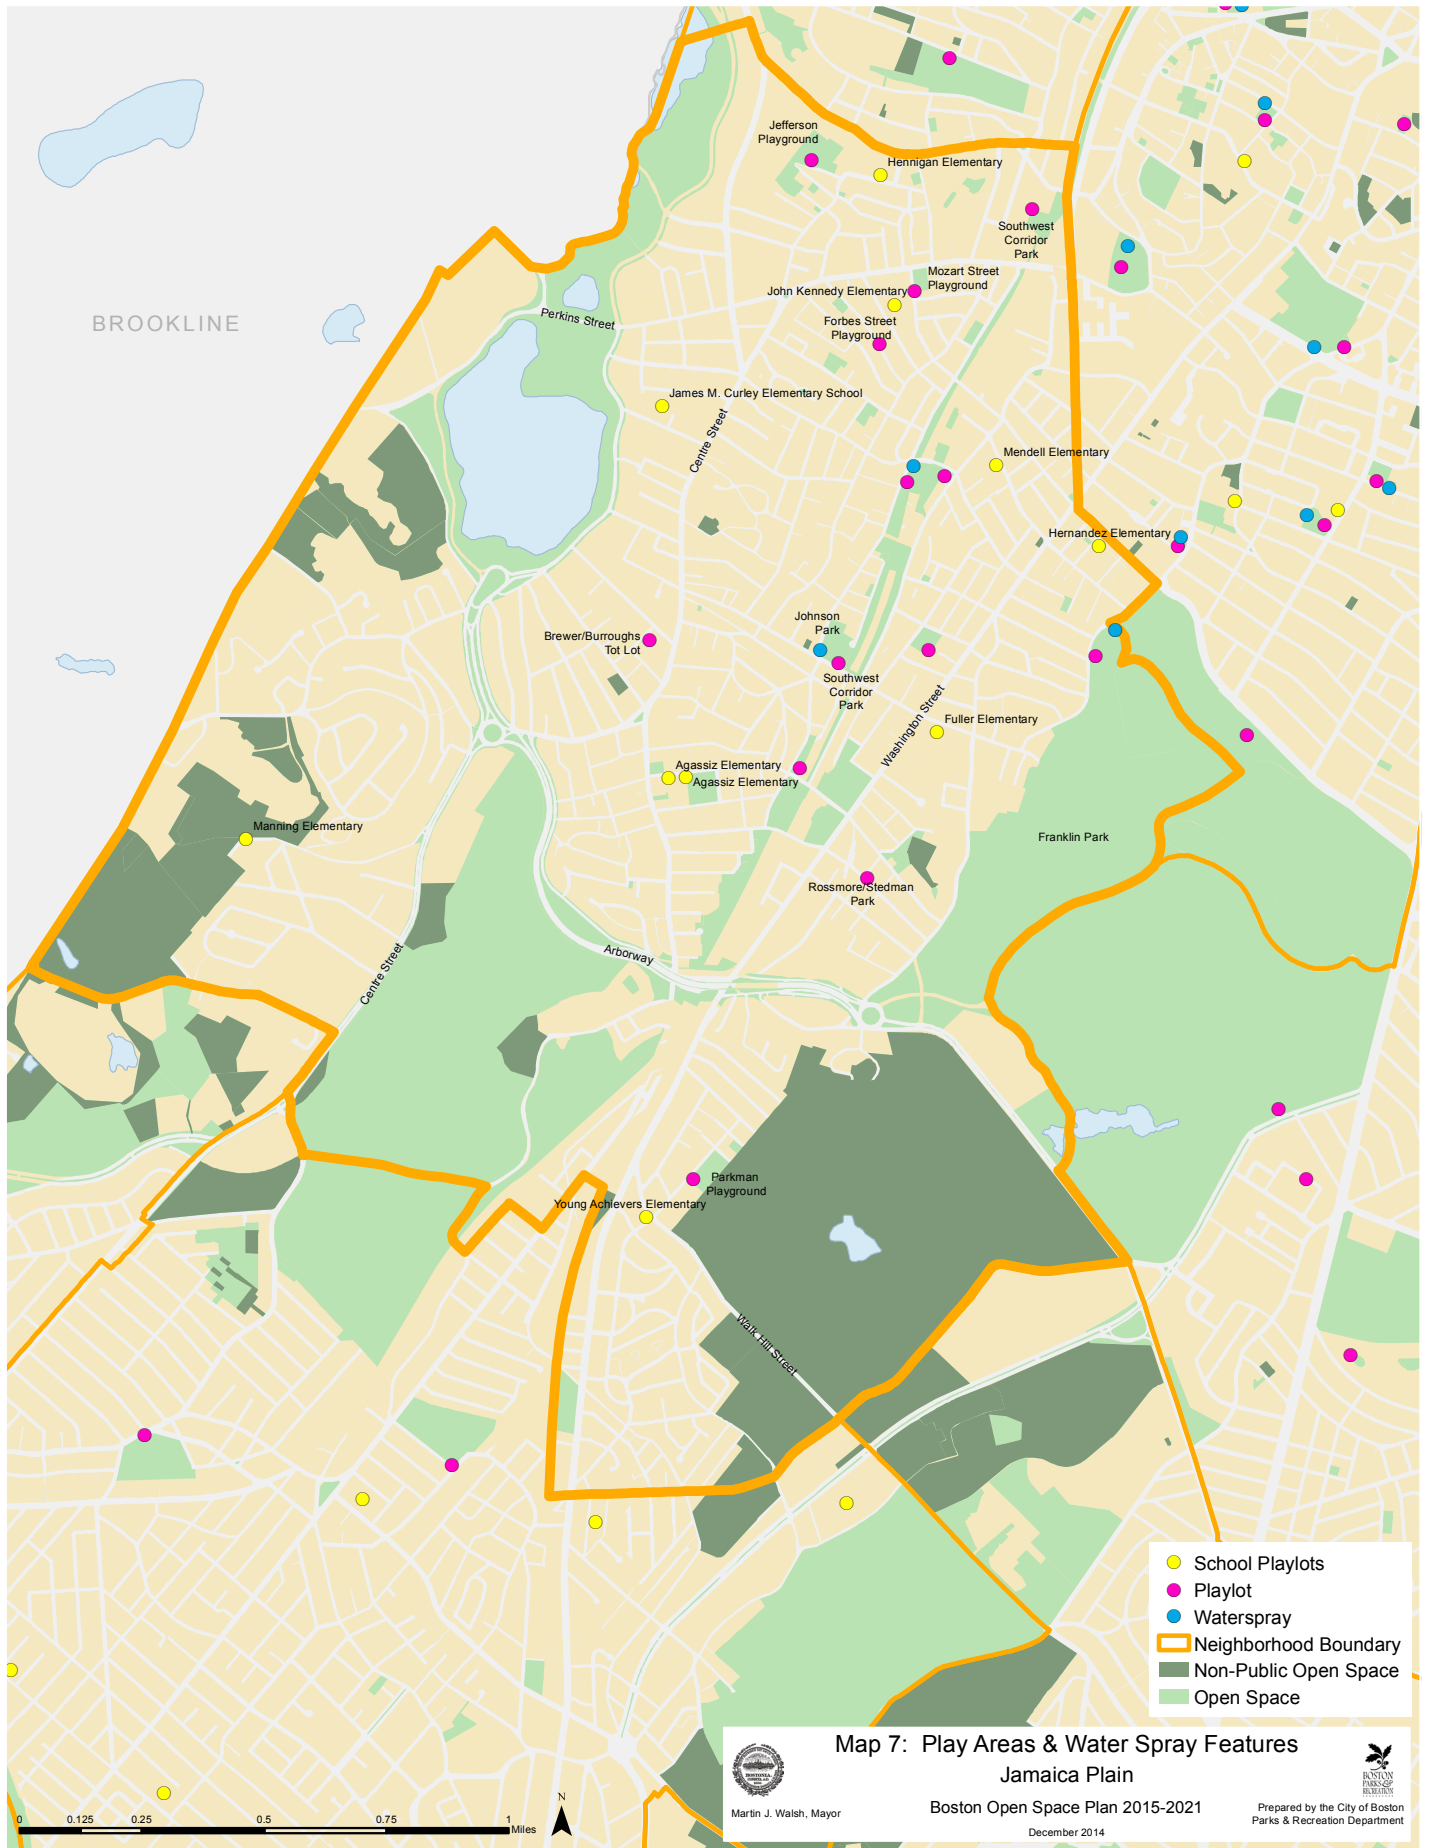 Jefferson
Playground
Hennigan Elementary
Southwest
Corridor
Park
Mozart Street
Playground
John Kennedy Elementary
Forbes Street
Playground
BROOKLINE
Perkins Street
James M. Curley Elementary School
Centre Street
Mendell Elementary
Hernandez Elementary
Johnson
Park
Brewer/Burroughs
Tot Lot
Southwest
Corridor
Park
Washington Street
Fuller Elementary
Agassiz Elementary
Agassiz Elementary
Manning Elementary
Franklin Park
Rossmore/Stedman
Park
Centre Street
Arborway
Parkman
Playground
Young Achievers Elementary
Walk Hill Street
School Playlots
Playlot
Waterspray
Neighborhood Boundary
Non-Public Open Space
Open Space
Map 7: Play Areas & Water Spray Features
Jamaica Plain
Boston Open Space Plan 2015-2021
December 2014
Martin J. Walsh, Mayor
BOSTON
PARKS &
RECREATION
Prepared by the City of Boston
Parks & Recreation Department
0 0.125 0.25 0.5 0.75 1
Miles
N